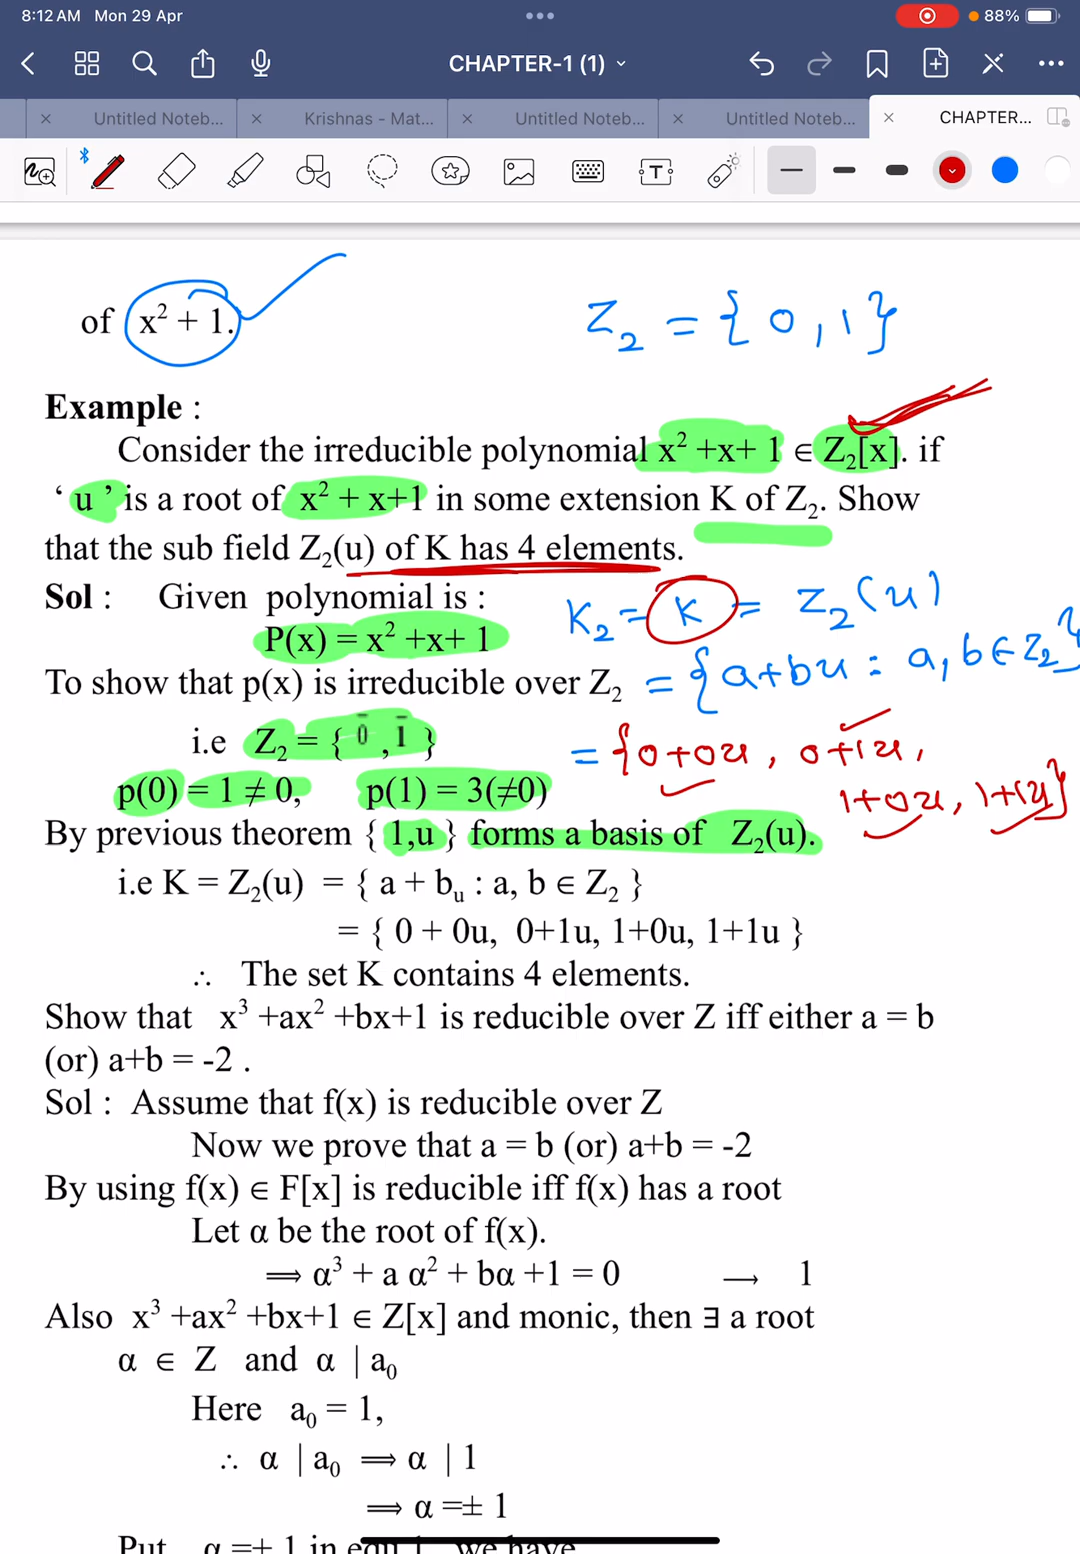 8:12 AM Mon 29 Apr
88%
CHAPTER-1 (1)
Untitled Noteb...
Krishnas - Mat...
Untitled Noteb...
Untitled Noteb...
CHAPTER...
of x² + 1.
Z₂ = {0, 1}
Example :
Consider the irreducible polynomial x² +x+ 1 ∈ Z₂[x]. if
‘ u ’ is a root of x² + x+1 in some extension K of Z₂. Show
that the sub field Z₂(u) of K has 4 elements.
Sol : Given polynomial is :
K₂ = K = Z₂(u)
P(x) = x² +x+ 1
To show that p(x) is irreducible over Z₂
= {a+bu : a, b ∈ Z₂}
i.e Z₂ = { 0̄ , 1̄ }
= {0+0u, 0+1u,
1+0u, 1+1u}
p(0) = 1 ≠ 0, p(1) = 3(≠0)
By previous theorem { 1,u } forms a basis of Z₂(u).
i.e K = Z₂(u) = { a + bᵤ : a, b ∈ Z₂ }
= { 0 + 0u, 0+1u, 1+0u, 1+1u }
∴ The set K contains 4 elements.
Show that x³ +ax² +bx+1 is reducible over Z iff either a = b
(or) a+b = -2 .
Sol : Assume that f(x) is reducible over Z
Now we prove that a = b (or) a+b = -2
By using f(x) ∈ F[x] is reducible iff f(x) has a root
Let α be the root of f(x).
⟹ α³ + a α² + bα +1 = 0 → 1
Also x³ +ax² +bx+1 ∈ Z[x] and monic, then ∃ a root
α ∈ Z and α | a₀
Here a₀ = 1,
∴ α | a₀ ⟹ α | 1
⟹ α =± 1
Put α =± 1 in equ 1, we have